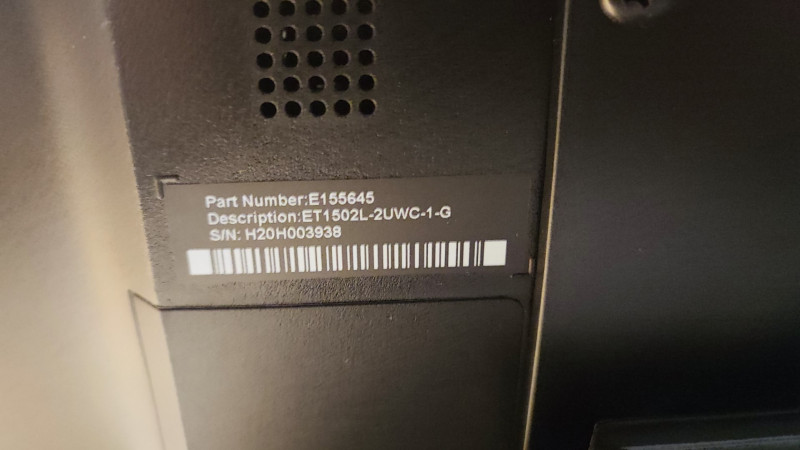 Part Number:E155645
Description:ET1502L-2UWC-1-G
S/N: H20H003938